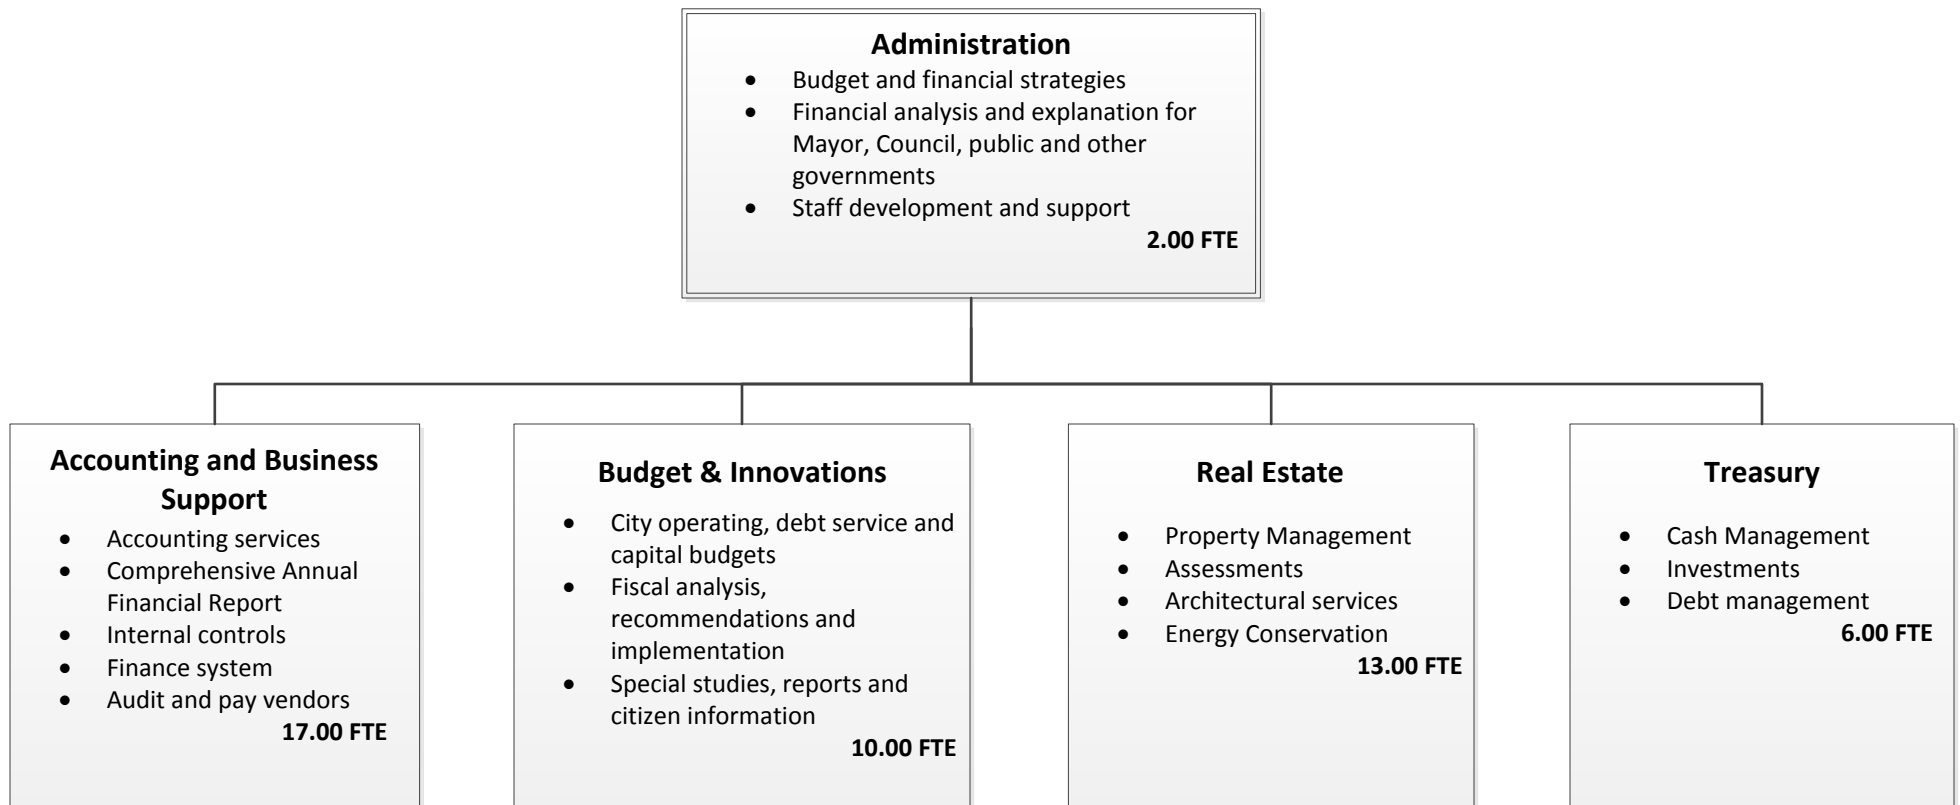 Administration
• Budget and financial strategies
• Financial analysis and explanation for
Mayor, Council, public and other
governments
• Staff development and support
2.00 FTE
Accounting and Business
Support
• Accounting services
• Comprehensive Annual
Financial Report
• Internal controls
• Finance system
• Audit and pay vendors
17.00 FTE
Budget & Innovations
• City operating, debt service and
capital budgets
• Fiscal analysis,
recommendations and
implementation
• Special studies, reports and
citizen information
10.00 FTE
Real Estate
• Property Management
• Assessments
• Architectural services
• Energy Conservation
13.00 FTE
Treasury
• Cash Management
• Investments
• Debt management
6.00 FTE